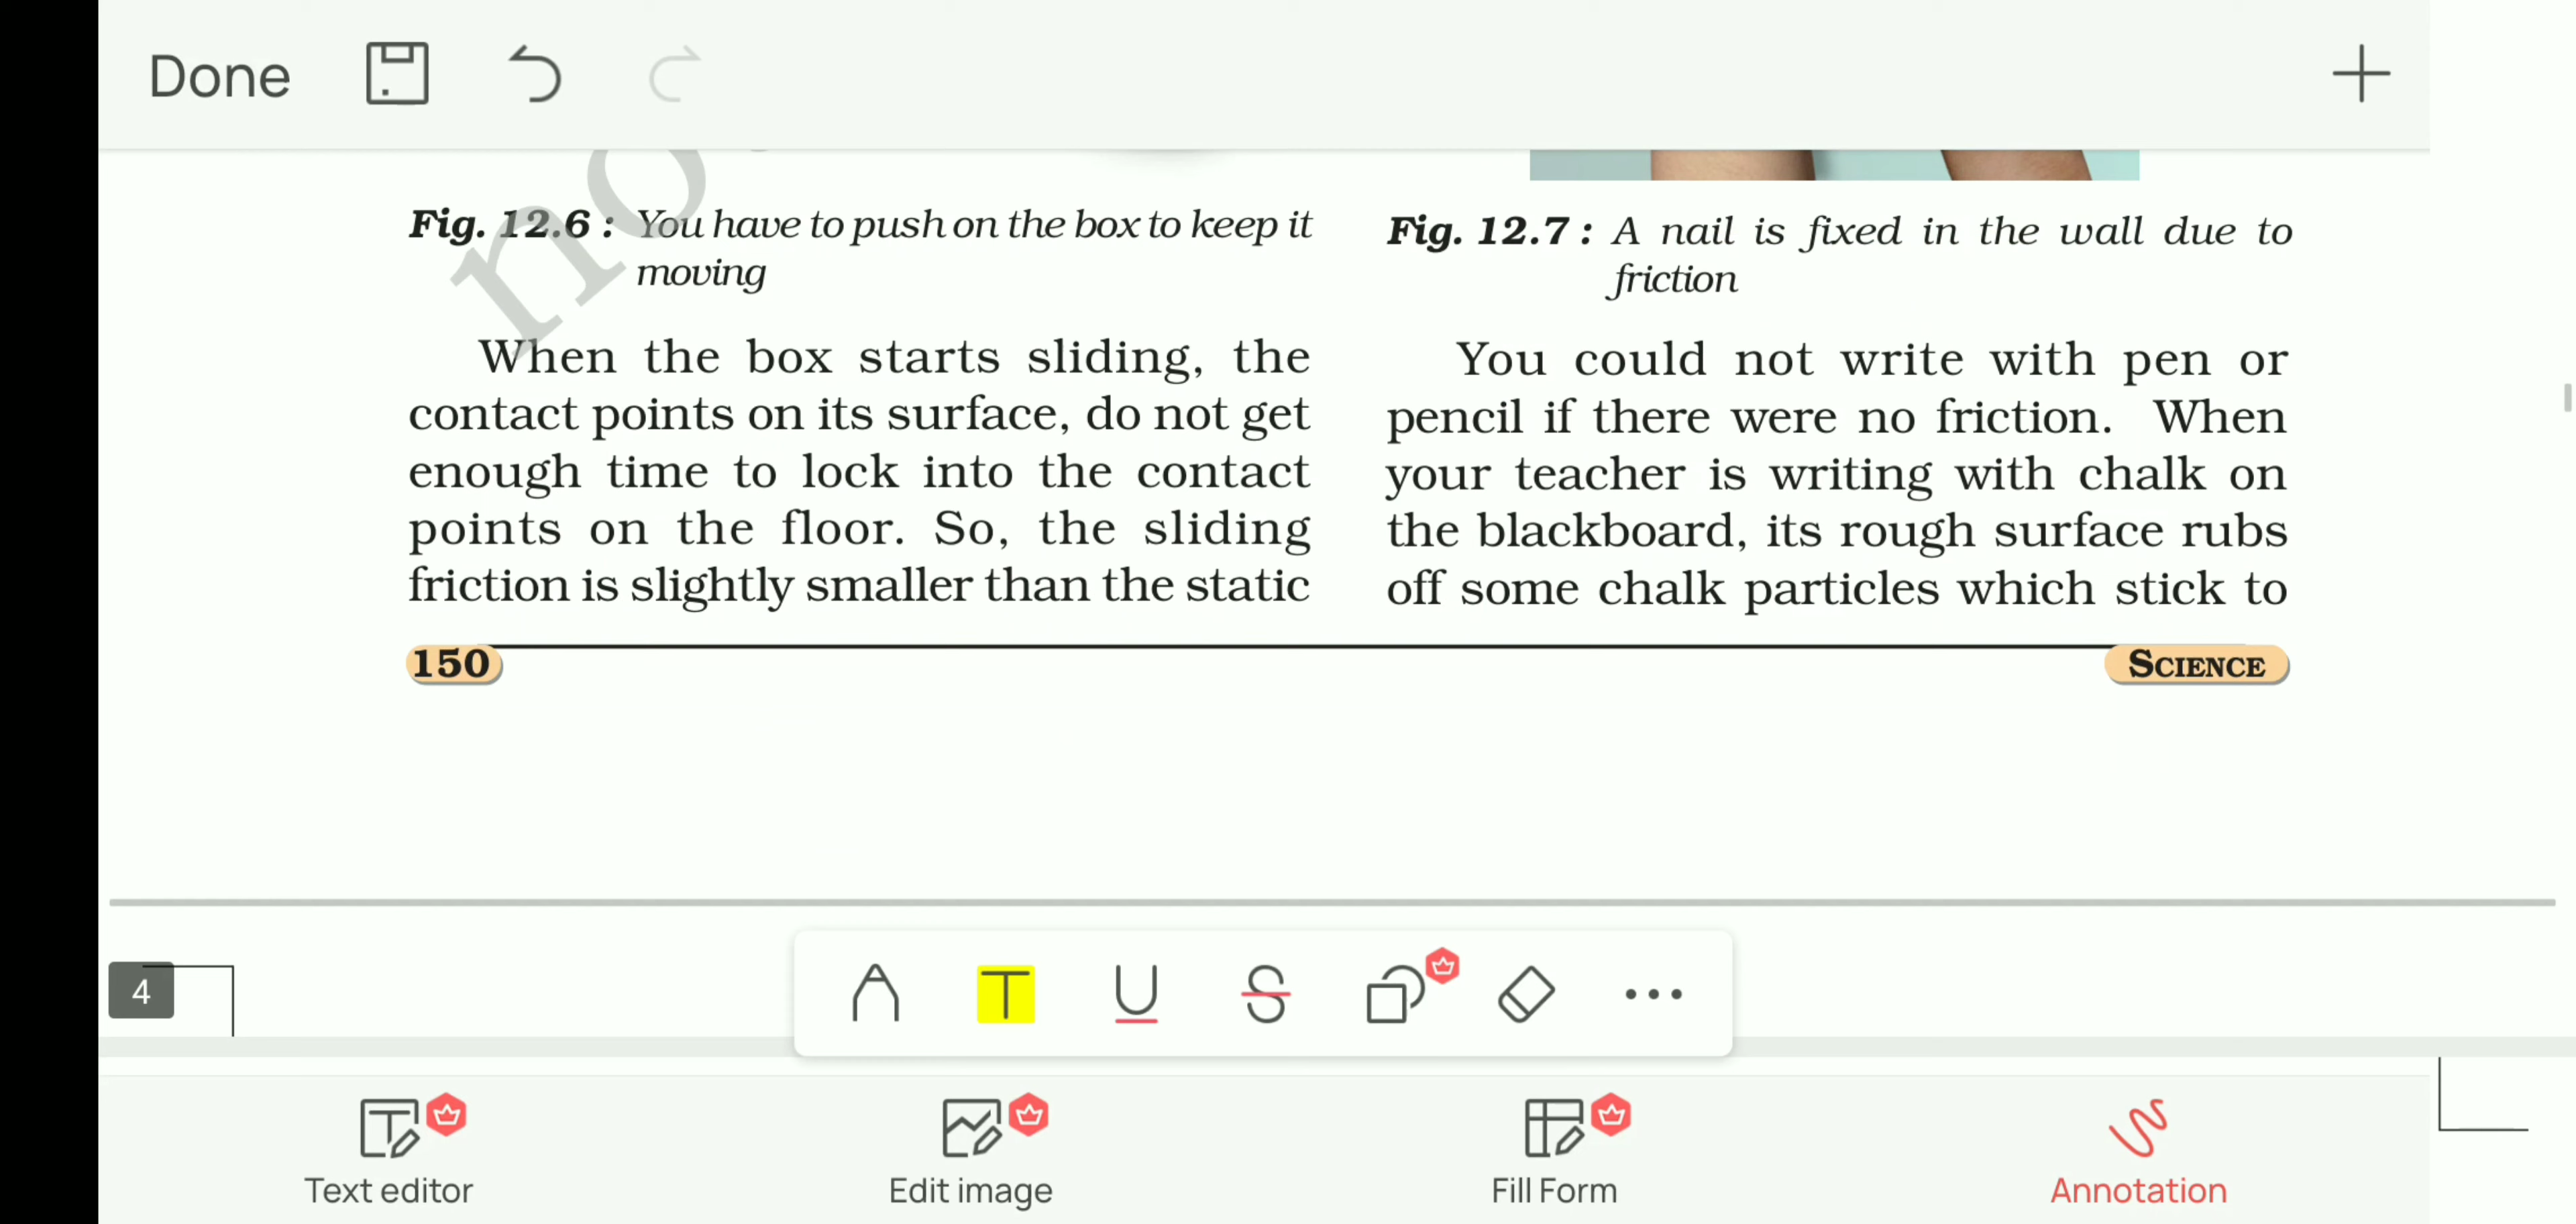 Done
no
Fig. 12.6 : You have to push on the box to keep it
moving
When the box starts sliding, the
contact points on its surface, do not get
enough time to lock into the contact
points on the floor. So, the sliding
friction is slightly smaller than the static
Fig. 12.7 : A nail is fixed in the wall due to
friction
You could not write with pen or
pencil if there were no friction. When
your teacher is writing with chalk on
the blackboard, its rough surface rubs
off some chalk particles which stick to
150
SCIENCE
4
T U S
Text editor
Edit image
Fill Form
Annotation